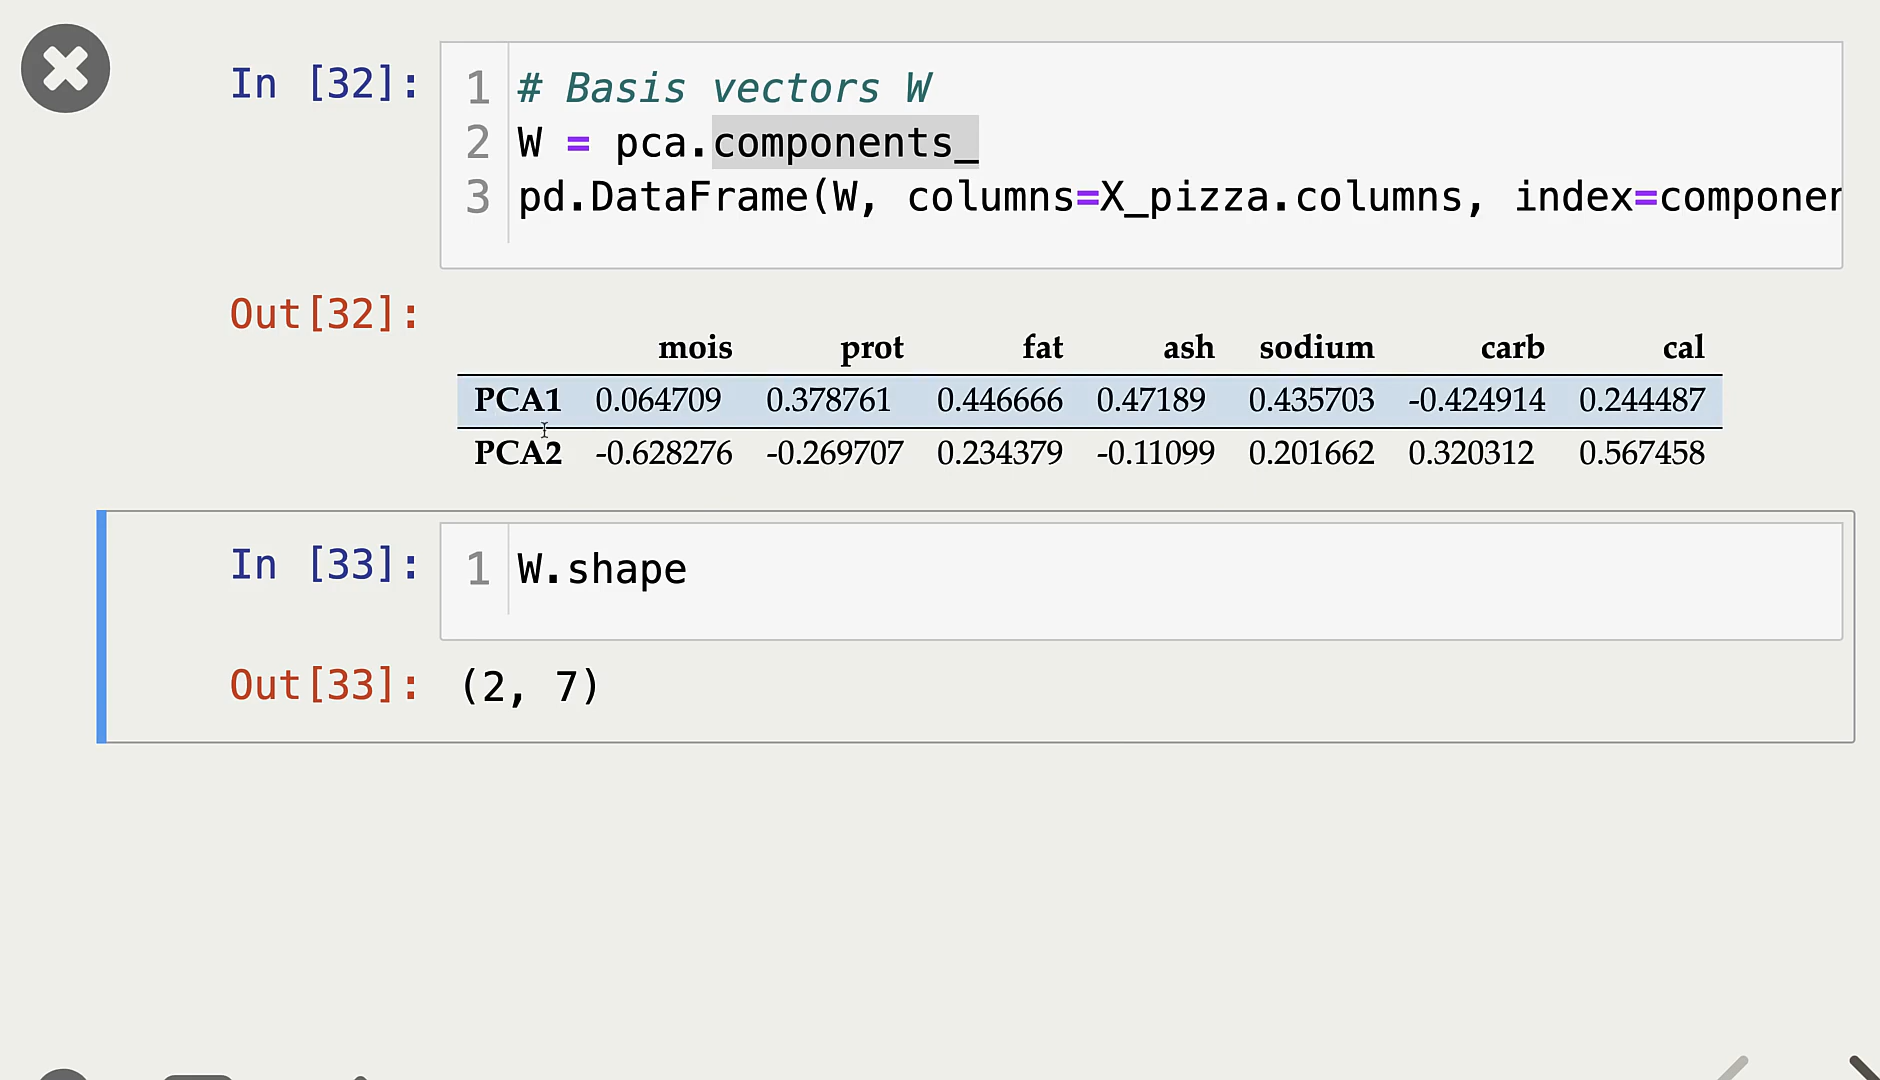 In [32]:
1 # Basis vectors W
2 W = pca.components_
3 pd.DataFrame(W, columns=X_pizza.columns, index=componen
Out[32]:
mois prot fat ash sodium carb cal
PCA1 0.064709 0.378761 0.446666 0.47189 0.435703 -0.424914 0.244487
PCA2 -0.628276 -0.269707 0.234379 -0.11099 0.201662 0.320312 0.567458
In [33]:
1 W.shape
Out[33]: (2, 7)